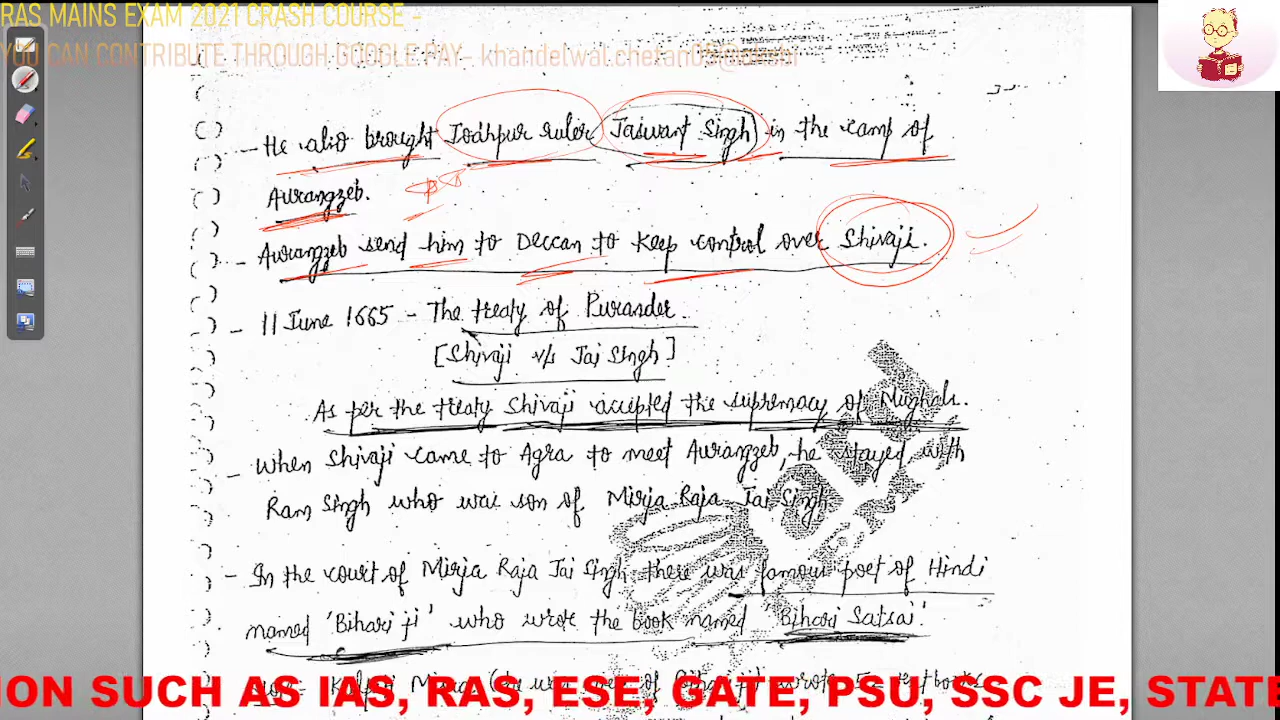 RAS MAINS EXAM 2021 CRASH COURSE -
YOU CAN CONTRIBUTE THROUGH GOOGLE PAY- khandelwal.chetan09@
- He also brought Jodhpur ruler Jaswant Singh in the camp of
Aurangzeb.
- Aurangzeb send him to Deccan to keep control over Shivaji.
- 11 June 1665 - The treaty of Purander
[Shivaji v/s Jai Singh]
As per the treaty Shivaji accepted the supremacy of Mughals.
- When Shivaji came to Agra to meet Aurangzeb, he stayed with
Ram Singh who was son of Mirja Raja Jai Singh
- In the court of Mirja Raja Jai Singh there was famous poet of Hindi
named 'Bihari ji' who wrote the book named 'Bihari Satsai'
ION SUCH AS IAS, RAS, ESE, GATE, PSU, SSC JE, STATE